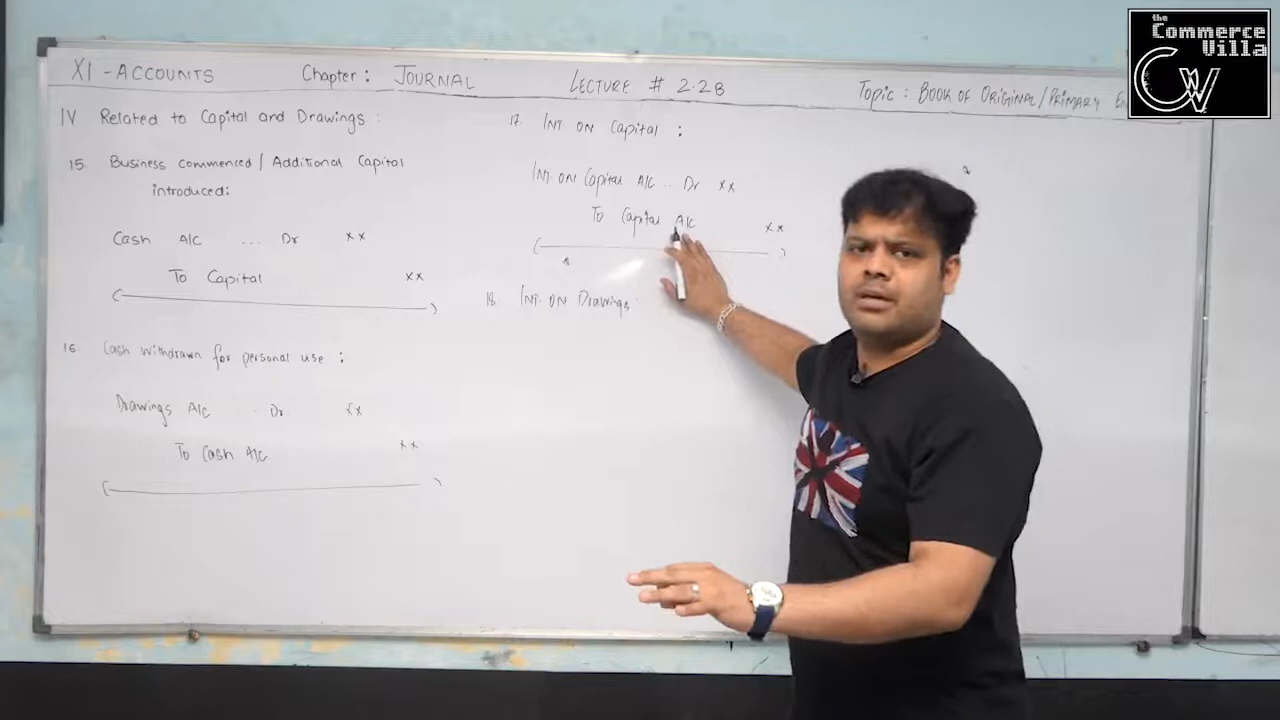 the
Commerce
Villa
CW
XI - ACCOUNTS Chapter : JOURNAL LECTURE # 2.2B Topic : BOOK OF ORIGINAL/PRIMARY
IV Related to Capital and Drawings :
15. Business commenced / Additional Capital
introduced :
Cash A/C ... Dr xx
To Capital xx
16. Cash withdrawn for personal use :
Drawings A/C ... Dr xx
To Cash A/C xx
17. INT ON Capital :
INT. ON Capital A/C ... Dr xx
To Capital A/C xx
18. INT. ON Drawings :